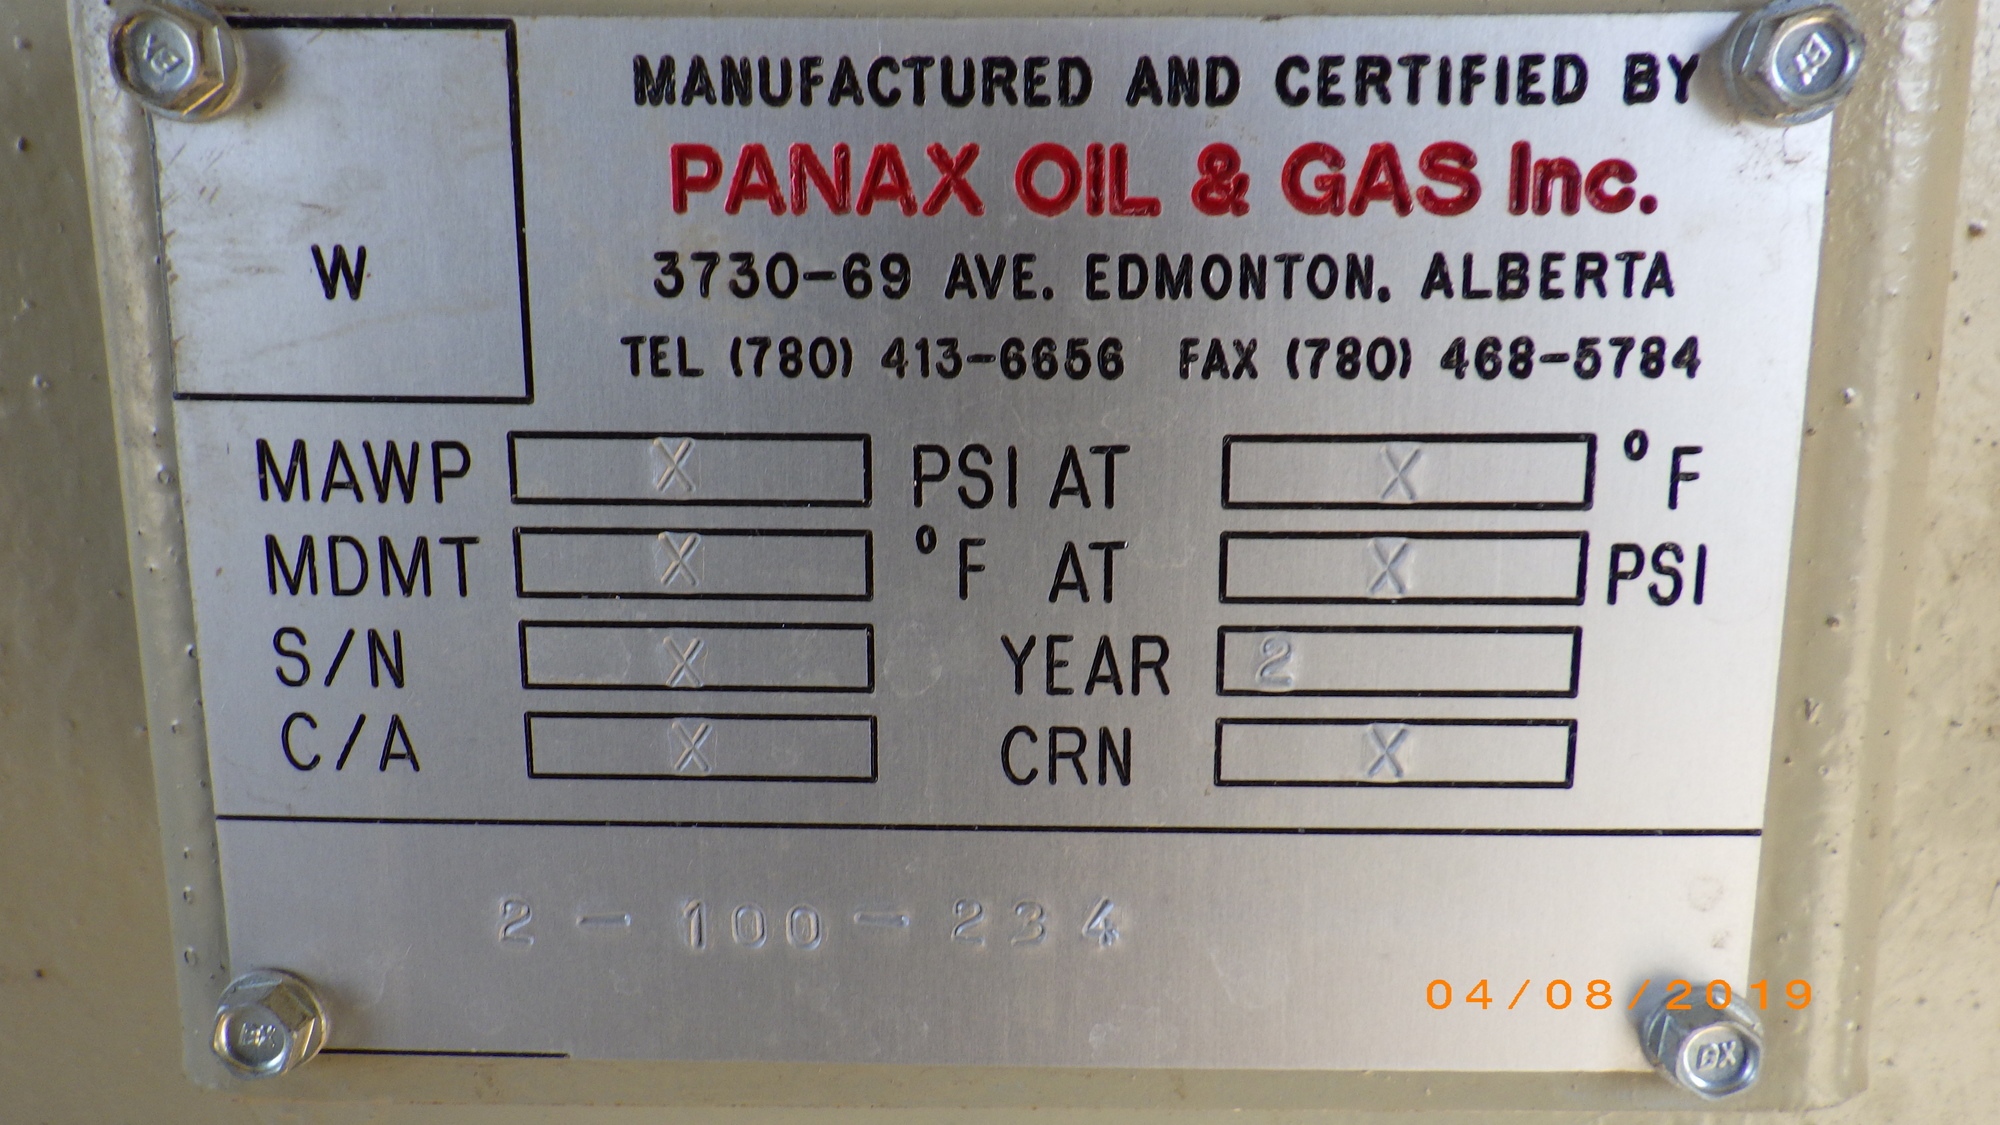 MANUFACTURED AND CERTIFIED BY
PANAX OIL & GAS Inc.
3730-69 AVE. EDMONTON, ALBERTA
TEL (780) 413-6656 FAX (780) 468-5784
W
MAWP X PSI AT X °F
MDMT X °F AT X PSI
S/N X YEAR 2
C/A X CRN X
2 - 100 - 234
04/08/2019
BX